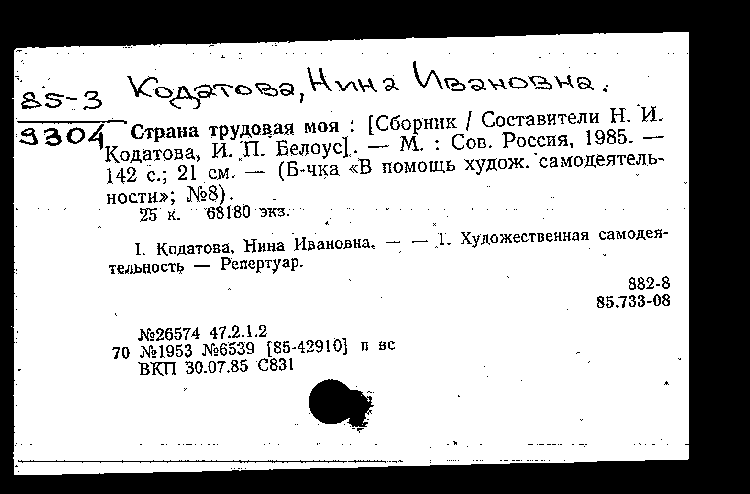 85-3 Кодатова, Нина Ивановна.
9304 Страна трудовая моя : [Сборник / Составители Н. И.
Кодатова, И. П. Белоус]. — М. : Сов. Россия, 1985. —
142 с.; 21 см. — (Б-чка «В помощь худож. самодеятель-
ности»; №8).
25 к. 68180 экз.
I. Кодатова, Нина Ивановна. — — 1. Художественная самодея-
тельность — Репертуар.
882-8
85.733-08
№26574 47.2.1.2
70 №1953 №6539 [85-42910] п вс
ВКП 30.07.85 С831